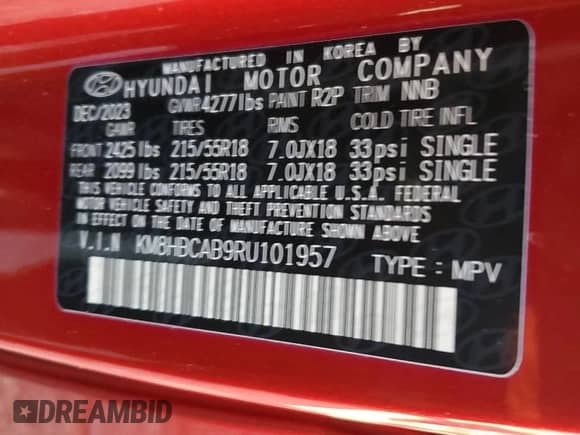 MANUFACTURED IN KOREA BY
HYUNDAI MOTOR COMPANY
DEC/2023 GVWR 4277 lbs PAINT R2P TRIM NNB
GAWR TIRES RIMS COLD TIRE INFL
FRONT 2425 lbs 215/55R18 7.0JX18 33psi SINGLE
REAR 2099 lbs 215/55R18 7.0JX18 33psi SINGLE
THIS VEHICLE CONFORMS TO ALL APPLICABLE U.S.A. FEDERAL
MOTOR VEHICLE SAFETY AND THEFT PREVENTION STANDARDS
IN EFFECT ON THE DATE OF MANUFACTURE SHOWN ABOVE.
V.I.N KM8HBCAB9RU101957 TYPE : MPV
DREAMBID